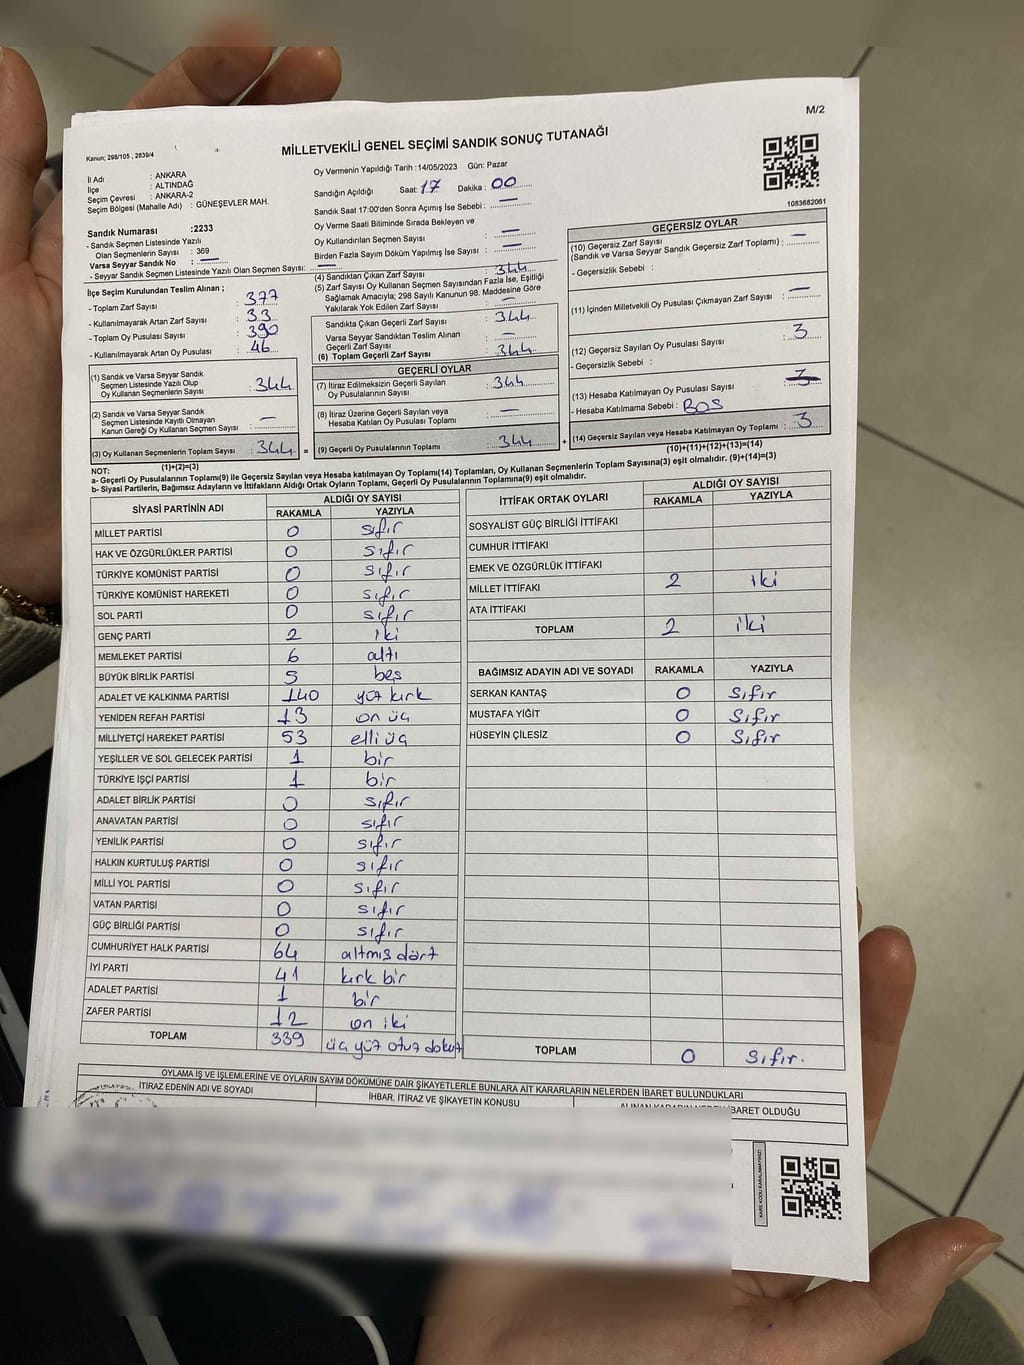 M/2
Kanun; 298/105 , 2839/4
MİLLETVEKİLİ GENEL SEÇİMİ SANDIK SONUÇ TUTANAĞI
İl Adı : ANKARA
İlçe : ALTINDAĞ
Seçim Çevresi : ANKARA-2
Seçim Bölgesi (Mahalle Adı) : GÜNEŞEVLER MAH.
Sandık Numarası :2233
- Sandık Seçmen Listesinde Yazılı
Olan Seçmenlerin Sayısı : 369
Varsa Seyyar Sandık No : —
- Seyyar Sandık Seçmen Listesinde Yazılı Olan Seçmen Sayısı: —
İlçe Seçim Kurulundan Teslim Alınan ;
- Toplam Zarf Sayısı : 377
- Kullanılmayarak Artan Zarf Sayısı : 33
- Toplam Oy Pusulası Sayısı : 390
- Kullanılmayarak Artan Oy Pusulası : 46
(1) Sandık ve Varsa Seyyar Sandık
Seçmen Listesinde Yazılı Olup
Oy Kullanan Seçmenlerin Sayısı : 344
(2) Sandık ve Varsa Seyyar Sandık
Seçmen Listesinde Kayıtlı Olmayan
Kanun Gereği Oy Kullanan Seçmen Sayısı : —
(3) Oy Kullanan Seçmenlerin Toplam Sayısı : 344 =
(1)+(2)=(3)
Oy Vermenin Yapıldığı Tarih :14/05/2023 Gün: Pazar
Sandığın Açıldığı Saat: 17 Dakika : 00
Sandık Saat 17:00'den Sonra Açımış İse Sebebi : —
Oy Verme Saati Bitiminde Sırada Bekleyen ve
Oy Kullandırılan Seçmen Sayısı : —
Birden Fazla Sayım Döküm Yapılmış İse Sayısı : —
(4) Sandıktan Çıkan Zarf Sayısı : 344
(5) Zarf Sayısı Oy Kullanan Seçmen Sayısından Fazla İse, Eşitliği
Sağlamak Amacıyla; 298 Sayılı Kanunun 98. Maddesine Göre
Yakılarak Yok Edilen Zarf Sayısı : —
Sandıkta Çıkan Geçerli Zarf Sayısı : 344
Varsa Seyyar Sandıktan Teslim Alınan
Geçerli Zarf Sayısı : —
(6) Toplam Geçerli Zarf Sayısı : 344
GEÇERLİ OYLAR
(7) İtiraz Edilmeksizin Geçerli Sayılan
Oy Pusulalarının Sayısı : 344
(8) İtiraz Üzerine Geçerli Sayılan veya
Hesaba Katılan Oy Pusulası Toplamı : —
(9) Geçerli Oy Pusulalarının Toplamı : 344 +
1083682061
GEÇERSİZ OYLAR
(10) Geçersiz Zarf Sayısı
(Sandık ve Varsa Seyyar Sandık Geçersiz Zarf Toplamı) : —
- Geçersizlik Sebebi :
(11) İçinden Milletvekili Oy Pusulası Çıkmayan Zarf Sayısı : —
(12) Geçersiz Sayılan Oy Pusulası Sayısı : 3
- Geçersizlik Sebebi :
(13) Hesaba Katılmayan Oy Pusulası Sayısı : 3
- Hesaba Katılmama Sebebi : BOŞ
(14) Geçersiz Sayılan veya Hesaba Katılmayan Oy Toplamı : 3
(10)+(11)+(12)+(13)=(14)
NOT:
a- Geçerli Oy Pusulalarının Toplamı(9) ile Geçersiz Sayılan veya Hesaba katılmayan Oy Toplamı(14) Toplamları, Oy Kullanan Seçmenlerin Toplam Sayısına(3) eşit olmalıdır. (9)+(14)=(3)
b- Siyasi Partilerin, Bağımsız Adayların ve İttifakların Aldığı Ortak Oyların Toplamı, Geçerli Oy Pusulalarının Toplamına(9) eşit olmalıdır.
SİYASİ PARTİNİN ADI ALDIĞI OY SAYISI
RAKAMLA YAZIYLA
MİLLET PARTİSİ 0 sıfır
HAK VE ÖZGÜRLÜKLER PARTİSİ 0 sıfır
TÜRKİYE KOMÜNİST PARTİSİ 0 sıfır
TÜRKİYE KOMÜNİST HAREKETİ 0 sıfır
SOL PARTİ 0 sıfır
GENÇ PARTİ 2 iki
MEMLEKET PARTİSİ 6 altı
BÜYÜK BİRLİK PARTİSİ 5 beş
ADALET VE KALKINMA PARTİSİ 140 yüz kırk
YENİDEN REFAH PARTİSİ 13 on üç
MİLLİYETÇİ HAREKET PARTİSİ 53 elli üç
YEŞİLLER VE SOL GELECEK PARTİSİ 1 bir
TÜRKİYE İŞÇİ PARTİSİ 1 bir
ADALET BİRLİK PARTİSİ 0 sıfır
ANAVATAN PARTİSİ 0 sıfır
YENİLİK PARTİSİ 0 sıfır
HALKIN KURTULUŞ PARTİSİ 0 sıfır
MİLLİ YOL PARTİSİ 0 sıfır
VATAN PARTİSİ 0 sıfır
GÜÇ BİRLİĞİ PARTİSİ 0 sıfır
CUMHURİYET HALK PARTİSİ 64 altmış dört
İYİ PARTİ 41 kırk bir
ADALET PARTİSİ 1 bir
ZAFER PARTİSİ 12 on iki
TOPLAM 339 üç yüz otuz dokuz
İTTİFAK ORTAK OYLARI ALDIĞI OY SAYISI
RAKAMLA YAZIYLA
SOSYALİST GÜÇ BİRLİĞİ İTTİFAKI
CUMHUR İTTİFAKI
EMEK VE ÖZGÜRLÜK İTTİFAKI
MİLLET İTTİFAKI 2 iki
ATA İTTİFAKI
TOPLAM 2 iki
BAĞIMSIZ ADAYIN ADI VE SOYADI RAKAMLA YAZIYLA
SERKAN KANTAŞ 0 Sıfır
MUSTAFA YİĞİT 0 Sıfır
HÜSEYİN ÇİLESİZ 0 Sıfır
TOPLAM 0 Sıfır.
OYLAMA İŞ VE İŞLEMLERİNE VE OYLARIN SAYIM DÖKÜMÜNE DAİR ŞİKAYETLERLE BUNLARA AİT KARARLARIN NELERDEN İBARET BULUNDUKLARI
İTİRAZ EDENİN ADI VE SOYADI
İHBAR, İTİRAZ VE ŞİKAYETİN KONUSU
ALINAN KARARIN NEDEN İBARET OLDUĞU
KARE KODU KARALAMAYINIZ!